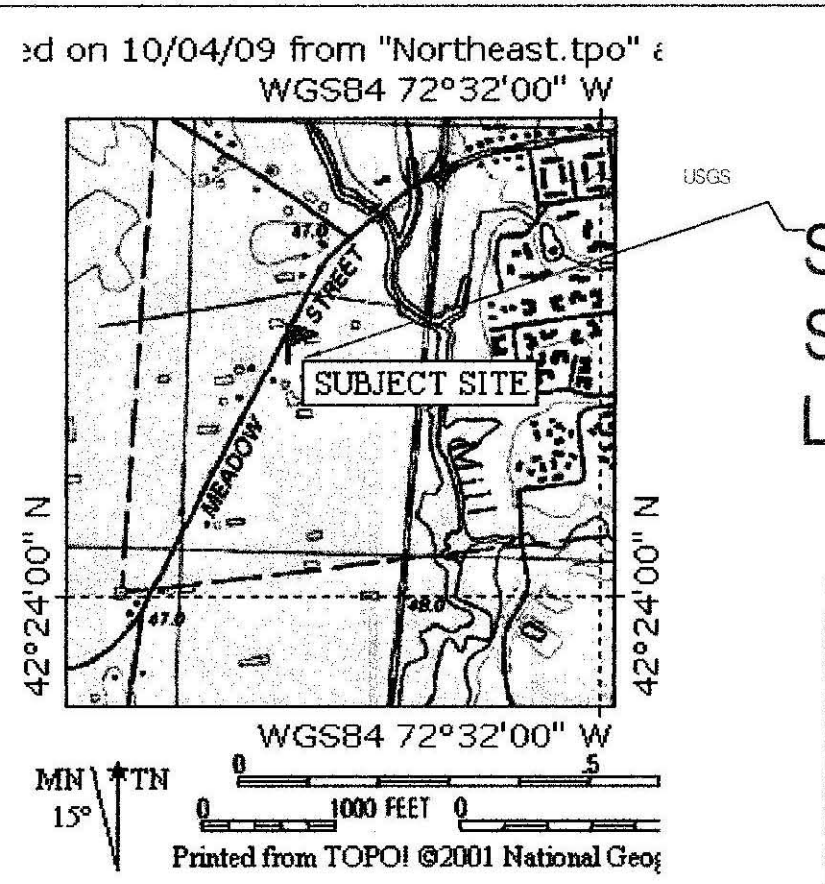 ed on 10/04/09 from "Northeast.tpo" a
WGS84 72°32'00" W
USGS
S
S
L
47.0
STREET
SUBJECT SITE
MEADOW
Mill
42°24'00" N
42°24'00" N
47.0
48.0
WGS84 72°32'00" W
MN TN
15°
0 .5
0 1000 FEET 0
Printed from TOPO! ©2001 National Geog